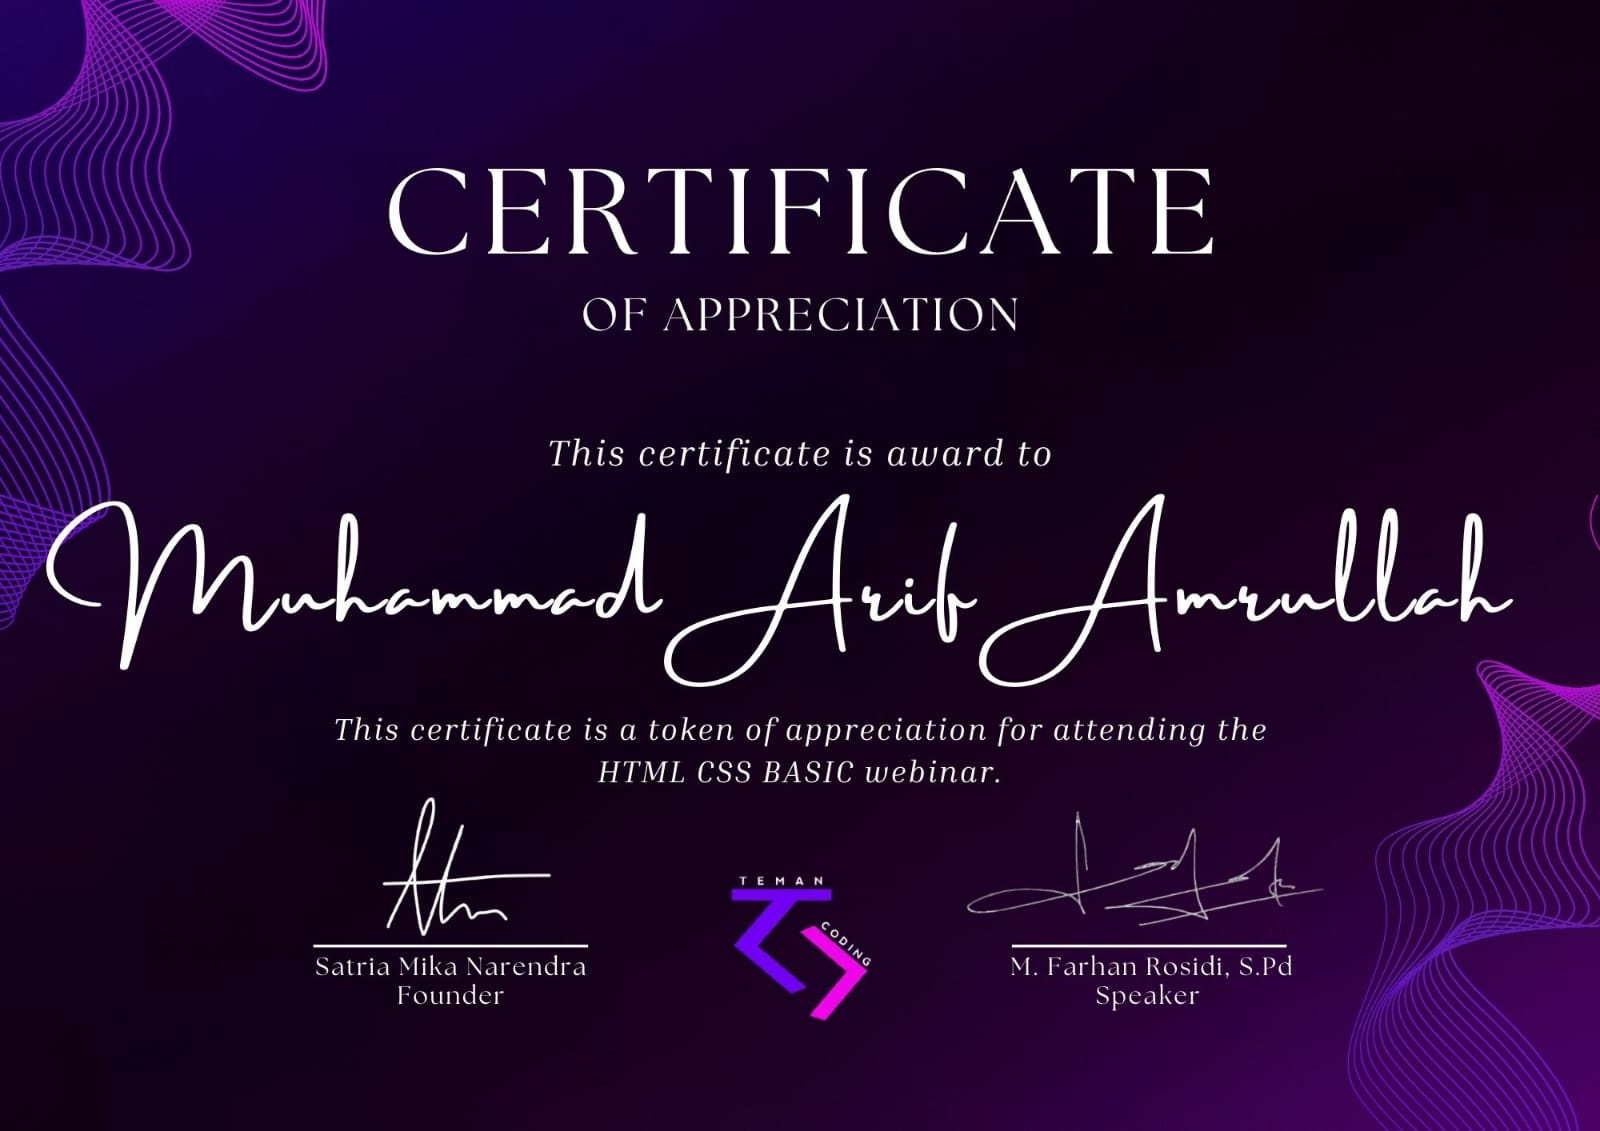 CERTIFICATE
OF APPRECIATION
This certificate is award to
Muhammad Arif Amrullah
This certificate is a token of appreciation for attending the
HTML CSS BASIC webinar.
TEMAN
CODING
Satria Mika Narendra
Founder
M. Farhan Rosidi, S.Pd
Speaker